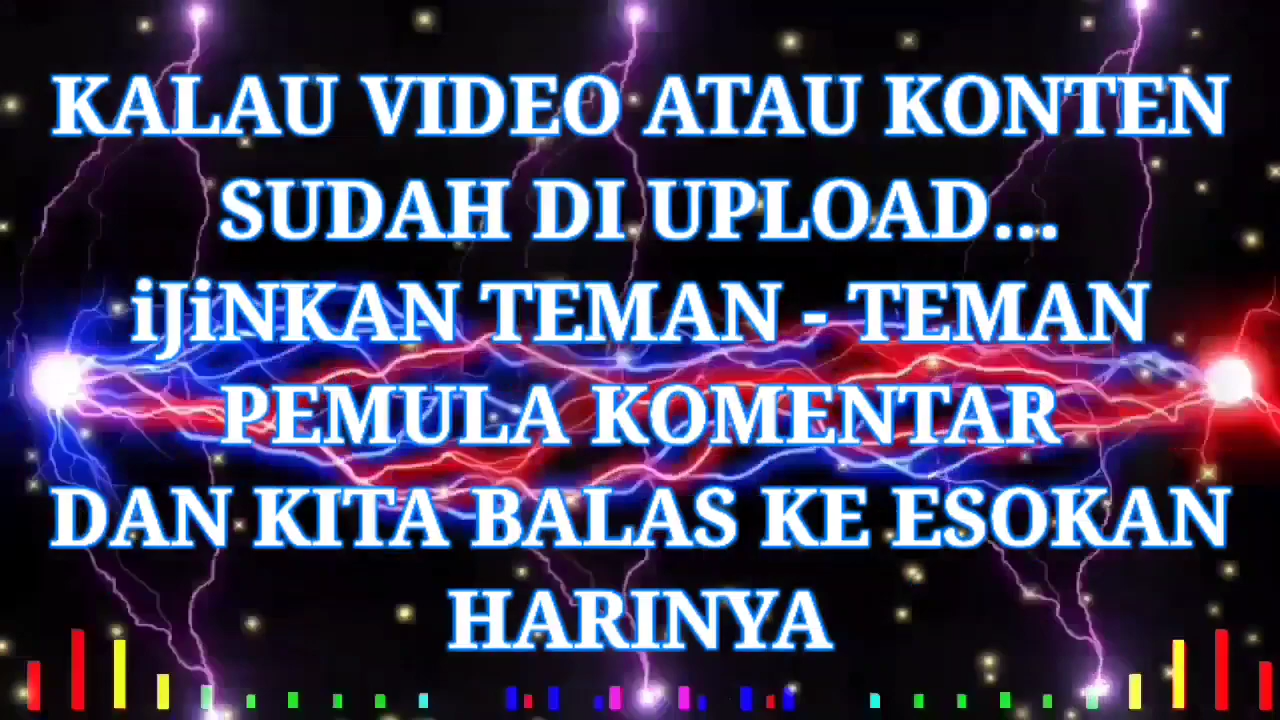 KALAU VIDEO ATAU KONTEN
SUDAH DI UPLOAD...
iJiNKAN TEMAN - TEMAN
PEMULA KOMENTAR
DAN KITA BALAS KE ESOKAN
HARINYA